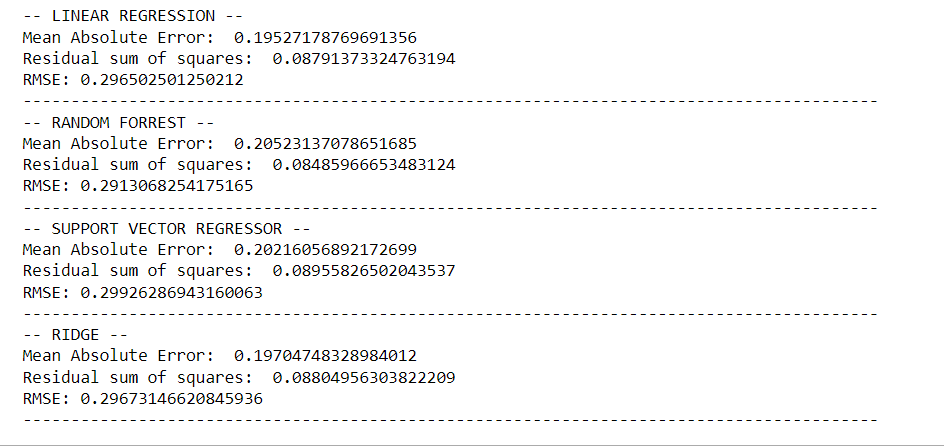 -- LINEAR REGRESSION --
Mean Absolute Error:  0.19527178769691356
Residual sum of squares:  0.08791373324763194
RMSE: 0.296502501250212
----------------------------------------------------------------------------------------
-- RANDOM FORREST --
Mean Absolute Error:  0.20523137078651685
Residual sum of squares:  0.08485966653483124
RMSE: 0.2913068254175165
----------------------------------------------------------------------------------------
-- SUPPORT VECTOR REGRESSOR --
Mean Absolute Error:  0.20216056892172699
Residual sum of squares:  0.08955826502043537
RMSE: 0.29926286943160063
----------------------------------------------------------------------------------------
-- RIDGE --
Mean Absolute Error:  0.19704748328984012
Residual sum of squares:  0.08804956303822209
RMSE: 0.29673146620845936
----------------------------------------------------------------------------------------